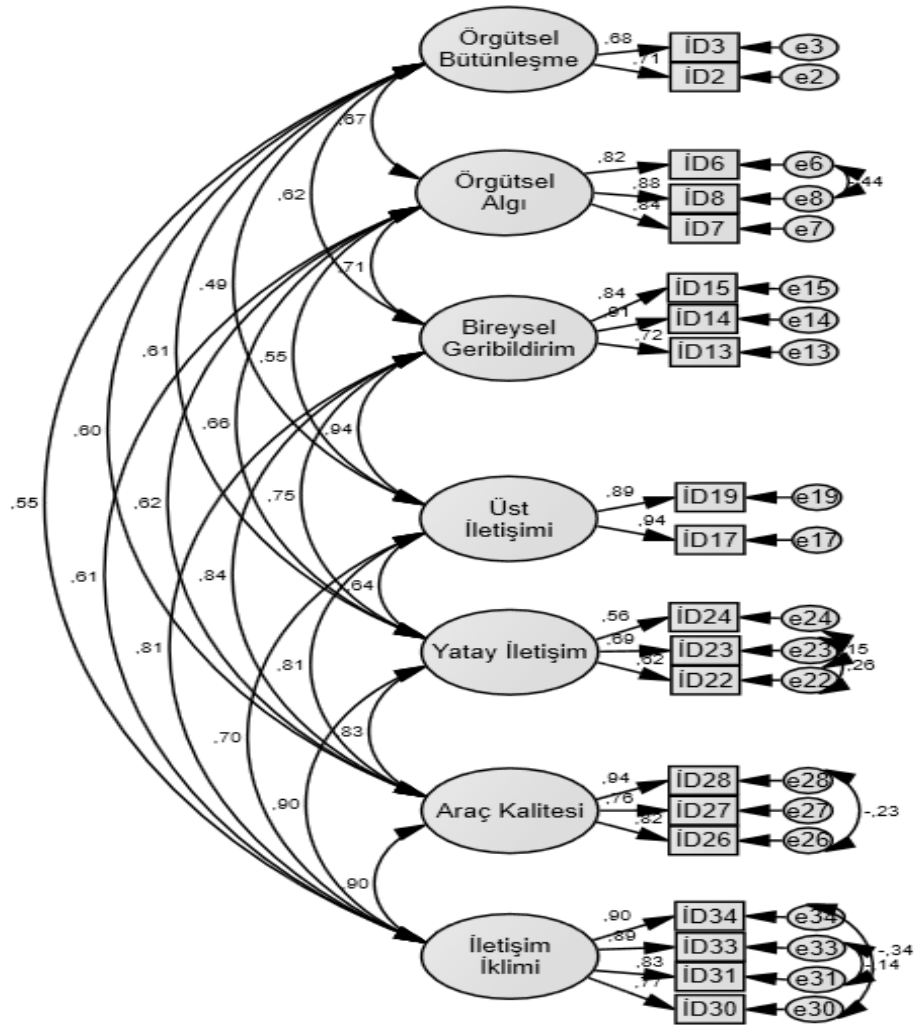 Örgütsel
Bütünleşme
,68
,71
İD3
e3
İD2
e2
,67
Örgütsel
Algı
,82
,88
,84
İD6
e6
İD8
e8
İD7
e7
,62
,71
,49
Bireysel
Geribildirim
,84
,91
,72
İD15
e15
İD14
e14
İD13
e13
,61
,55
,60
,66
,94
,55
,62
,75
Üst
İletişimi
,89
,94
İD19
e19
İD17
e17
,61
,84
,64
,81
,81
Yatay İletişim
,56
,69
,62
İD24
e24
İD23
e23
İD22
e22
,15
,26
,70
,83
,90
Araç Kalitesi
,94
,76
,82
İD28
e28
İD27
e27
İD26
e26
-,23
,90
İletişim
İklimi
,90
,89
,83
,77
İD34
e34
İD33
e33
İD31
e31
İD30
e30
-,34
-,14